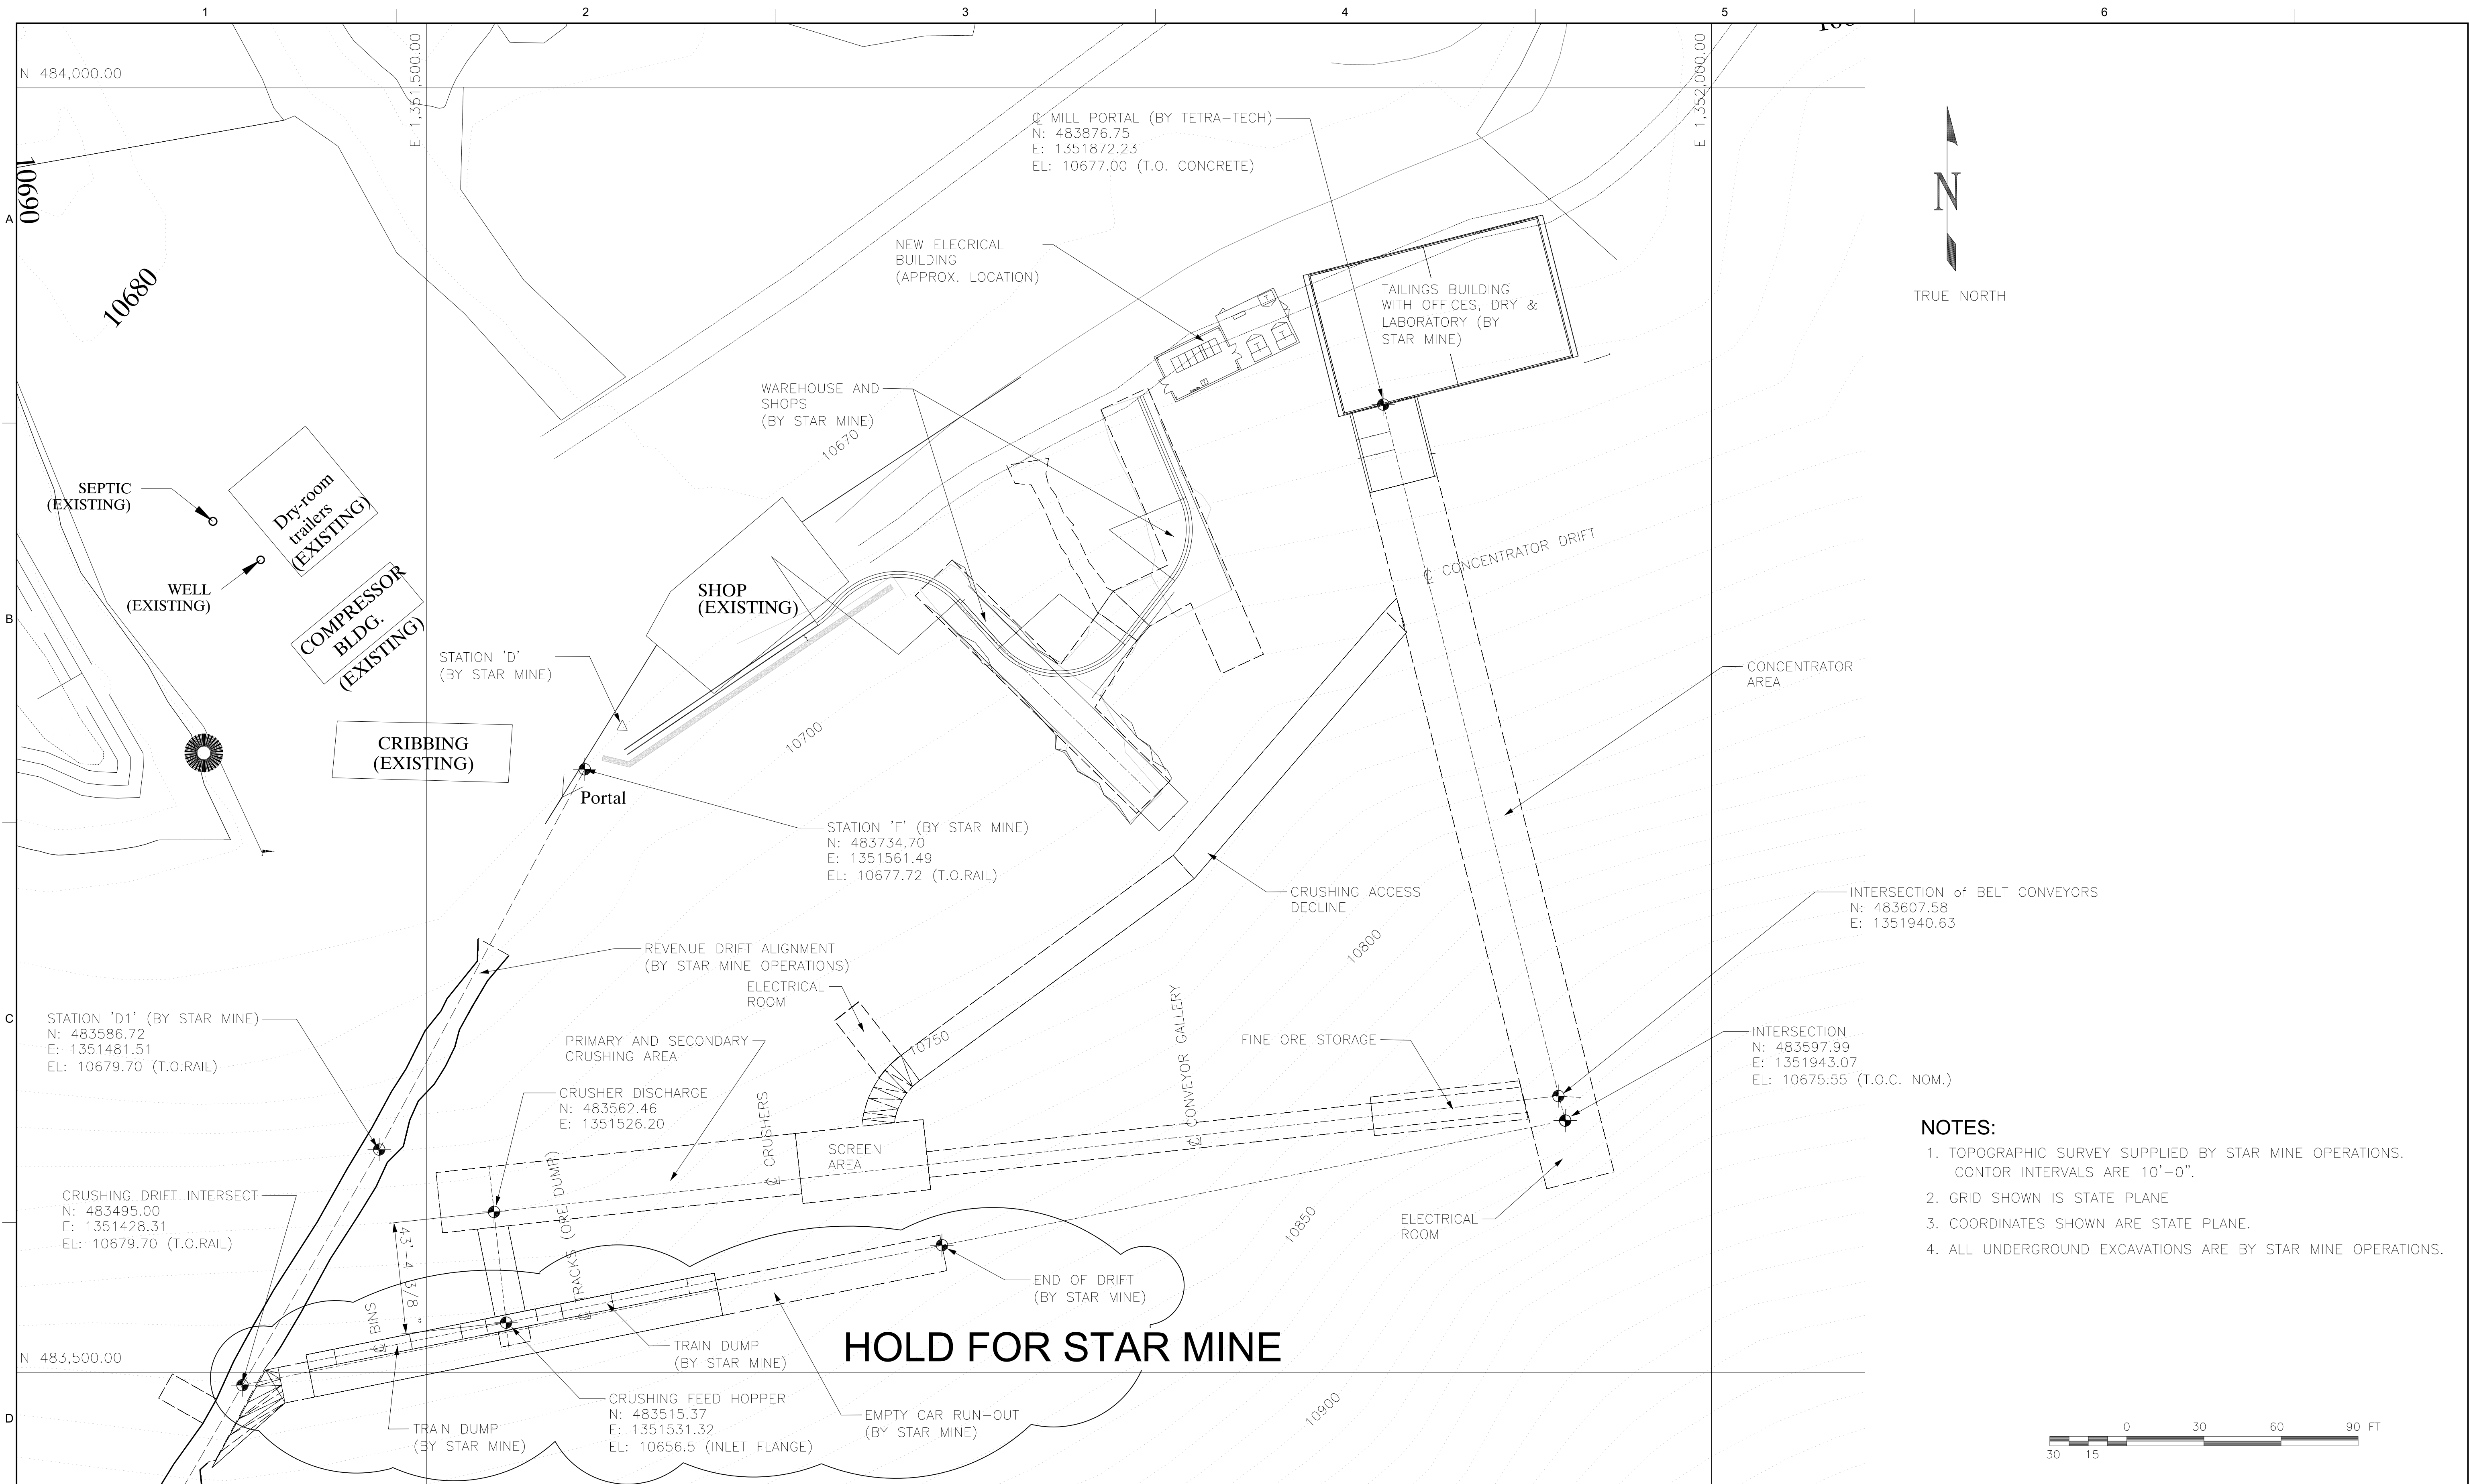 1 2 3 4 5 6
N 484,000.00
E 1,351,500.00
E 1,352,000.00
℄ MILL PORTAL (BY TETRA-TECH)
N: 483876.75
E: 1351872.23
EL: 10677.00 (T.O. CONCRETE)
10690
A
N
TRUE NORTH
10680
NEW ELECRICAL
BUILDING
(APPROX. LOCATION)
TAILINGS BUILDING
WITH OFFICES, DRY &
LABORATORY (BY
STAR MINE)
WAREHOUSE AND
SHOPS
(BY STAR MINE)
10670
SEPTIC
(EXISTING)
Dry-room
trailers
(EXISTING)
WELL
(EXISTING)
COMPRESSOR
BLDG.
(EXISTING)
SHOP
(EXISTING)
℄ CONCENTRATOR DRIFT
B
STATION 'D'
(BY STAR MINE)
CONCENTRATOR
AREA
CRIBBING
(EXISTING)
10700
Portal
STATION 'F' (BY STAR MINE)
N: 483734.70
E: 1351561.49
EL: 10677.72 (T.O.RAIL)
CRUSHING ACCESS
DECLINE
INTERSECTION of BELT CONVEYORS
N: 483607.58
E: 1351940.63
10800
REVENUE DRIFT ALIGNMENT
(BY STAR MINE OPERATIONS)
ELECTRICAL
ROOM
C
STATION 'D1' (BY STAR MINE)
N: 483586.72
E: 1351481.51
EL: 10679.70 (T.O.RAIL)
PRIMARY AND SECONDARY
CRUSHING AREA
10750
℄ CONVEYOR GALLERY
FINE ORE STORAGE
INTERSECTION
N: 483597.99
E: 1351943.07
EL: 10675.55 (T.O.C. NOM.)
CRUSHER DISCHARGE
N: 483562.46
E: 1351526.20
℄ CRUSHERS
SCREEN
AREA
NOTES:
1. TOPOGRAPHIC SURVEY SUPPLIED BY STAR MINE OPERATIONS.
CONTOR INTERVALS ARE 10'-0".
2. GRID SHOWN IS STATE PLANE
3. COORDINATES SHOWN ARE STATE PLANE.
4. ALL UNDERGROUND EXCAVATIONS ARE BY STAR MINE OPERATIONS.
CRUSHING DRIFT INTERSECT
N: 483495.00
E: 1351428.31
EL: 10679.70 (T.O.RAIL)
℄ TRACKS (ORE DUMP)
43'-4 3/8 "
℄ BINS
10850
ELECTRICAL
ROOM
END OF DRIFT
(BY STAR MINE)
HOLD FOR STAR MINE
TRAIN DUMP
(BY STAR MINE)
N 483,500.00
CRUSHING FEED HOPPER
N: 483515.37
E: 1351531.32
EL: 10656.5 (INLET FLANGE)
EMPTY CAR RUN-OUT
(BY STAR MINE)
10900
D
TRAIN DUMP
(BY STAR MINE)
0 30 60 90 FT
30 15